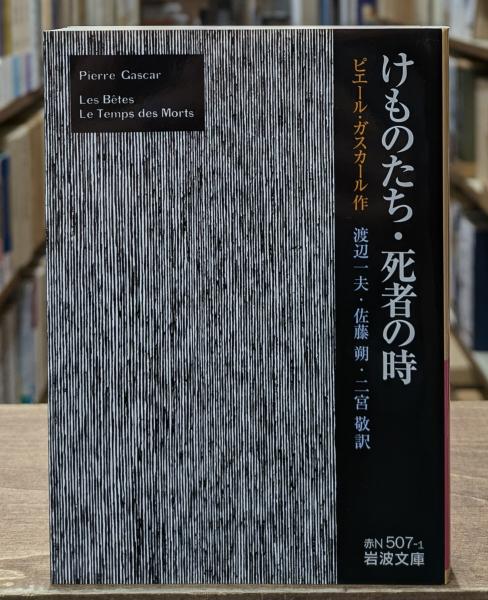 Pierre Gascar
Les Bêtes
Le Temps des Morts
けものたち・死者の時
ピエール・ガスカール作
渡辺一夫・佐藤 朔・二宮 敬訳
赤N 507-1
岩波文庫